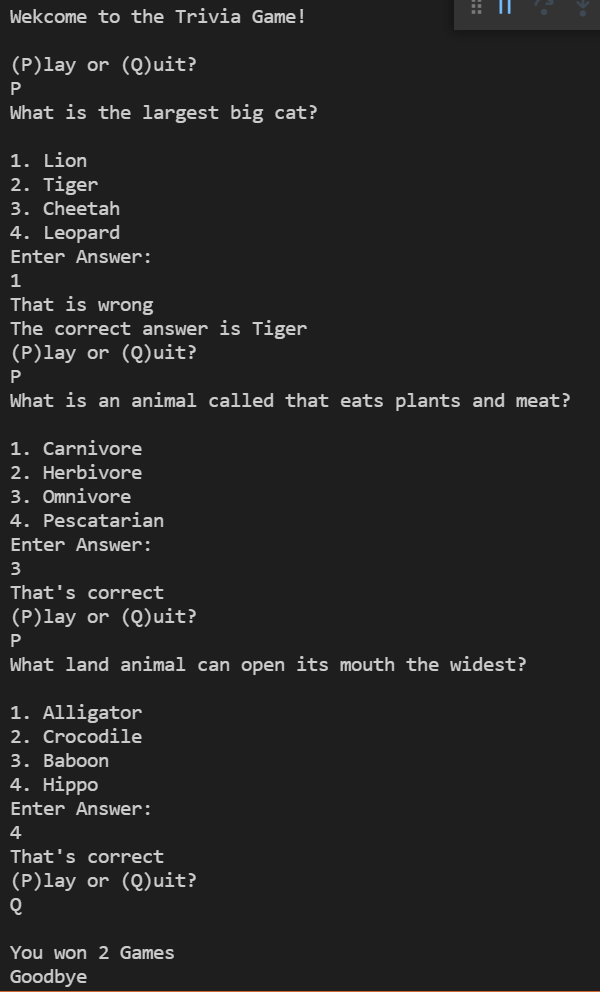 Wekcome to the Trivia Game!
(P)lay or (Q)uit?
P
What is the largest big cat?
1. Lion
2. Tiger
3. Cheetah
4. Leopard
Enter Answer:
1
That is wrong
The correct answer is Tiger
(P)lay or (Q)uit?
P
What is an animal called that eats plants and meat?
1. Carnivore
2. Herbivore
3. Omnivore
4. Pescatarian
Enter Answer:
3
That's correct
(P)lay or (Q)uit?
P
What land animal can open its mouth the widest?
1. Alligator
2. Crocodile
3. Baboon
4. Hippo
Enter Answer:
4
That's correct
(P)lay or (Q)uit?
Q
You won 2 Games
Goodbye